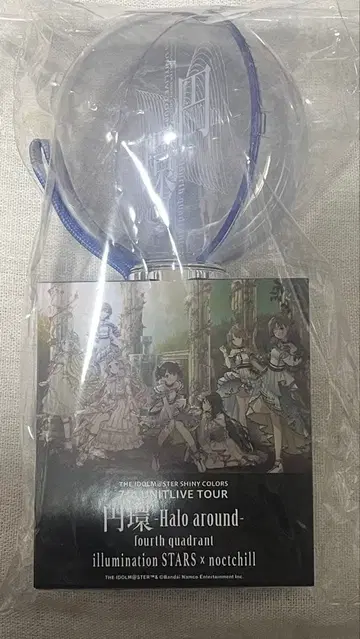 円
THE IDOLM@STER SHINY COLORS
UNITLIVE TOUR
円環-Halo around-
fourth quadrant
illumination STARS × noctchill
THE IDOLM@STER™& ©Bandai Namco Entertainment Inc.